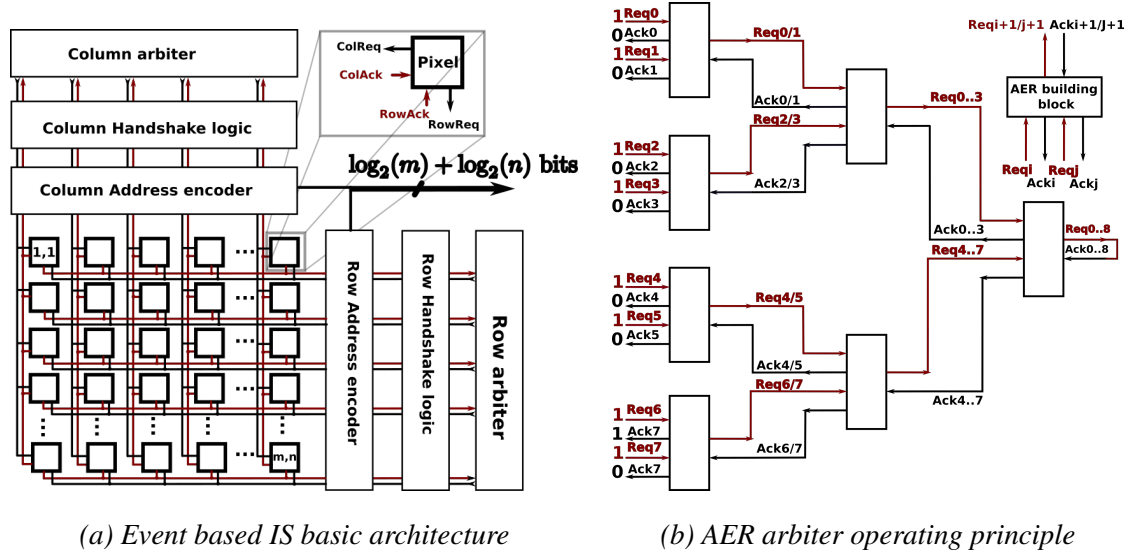 Column arbiter
Column Handshake logic
Column Address encoder
ColReq
ColAck
Pixel
RowAck
RowReq
log₂(m) + log₂(n) bits
1,1
...
...
...
...
...
m,n
Row Address encoder
Row Handshake logic
Row arbiter
(a) Event based IS basic architecture
1 Req0
0 Ack0
1 Req1
0 Ack1
Req0/1
Ack0/1
1 Req2
0 Ack2
1 Req3
0 Ack3
Req2/3
Ack2/3
Req0..3
Ack0..3
1 Req4
0 Ack4
1 Req5
0 Ack5
Req4/5
Ack4/5
1 Req6
1 Ack7
1 Req7
0 Ack7
Req6/7
Ack6/7
Req4..7
Ack4..7
Req0..8
Ack0..8
Reqi+1/j+1 Acki+1/J+1
AER building
block
Reqi Reqj
Acki Ackj
(b) AER arbiter operating principle